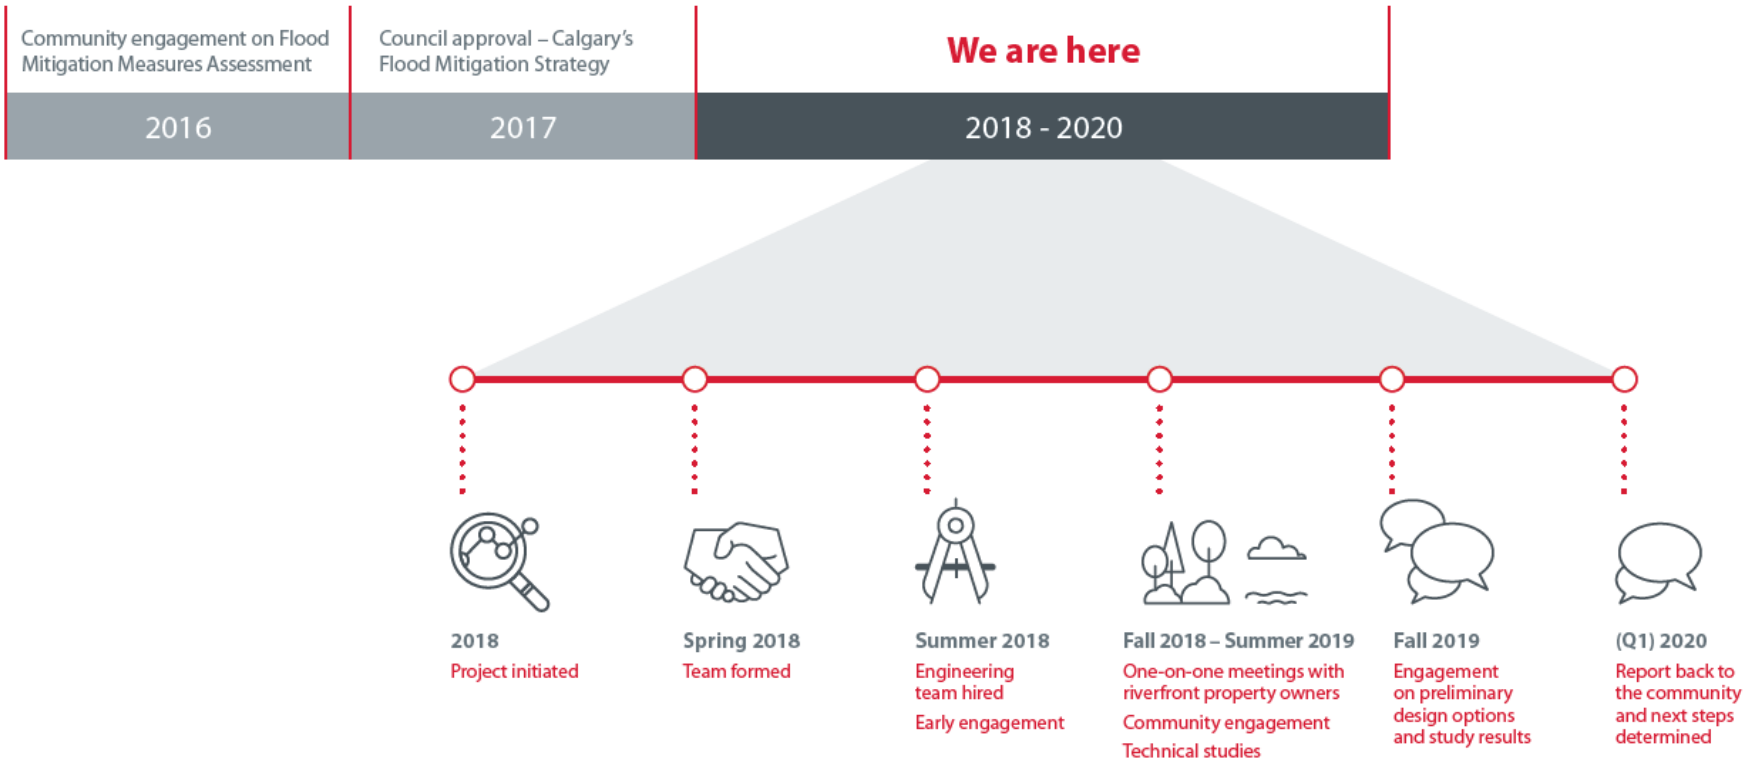 Community engagement on Flood
Mitigation Measures Assessment
Council approval – Calgary's
Flood Mitigation Strategy
We are here
2016
2017
2018 - 2020
2018
Project initiated
Spring 2018
Team formed
Summer 2018
Engineering
team hired
Early engagement
Fall 2018 – Summer 2019
One-on-one meetings with
riverfront property owners
Community engagement
Technical studies
Fall 2019
Engagement
on preliminary
design options
and study results
(Q1) 2020
Report back to
the community
and next steps
determined